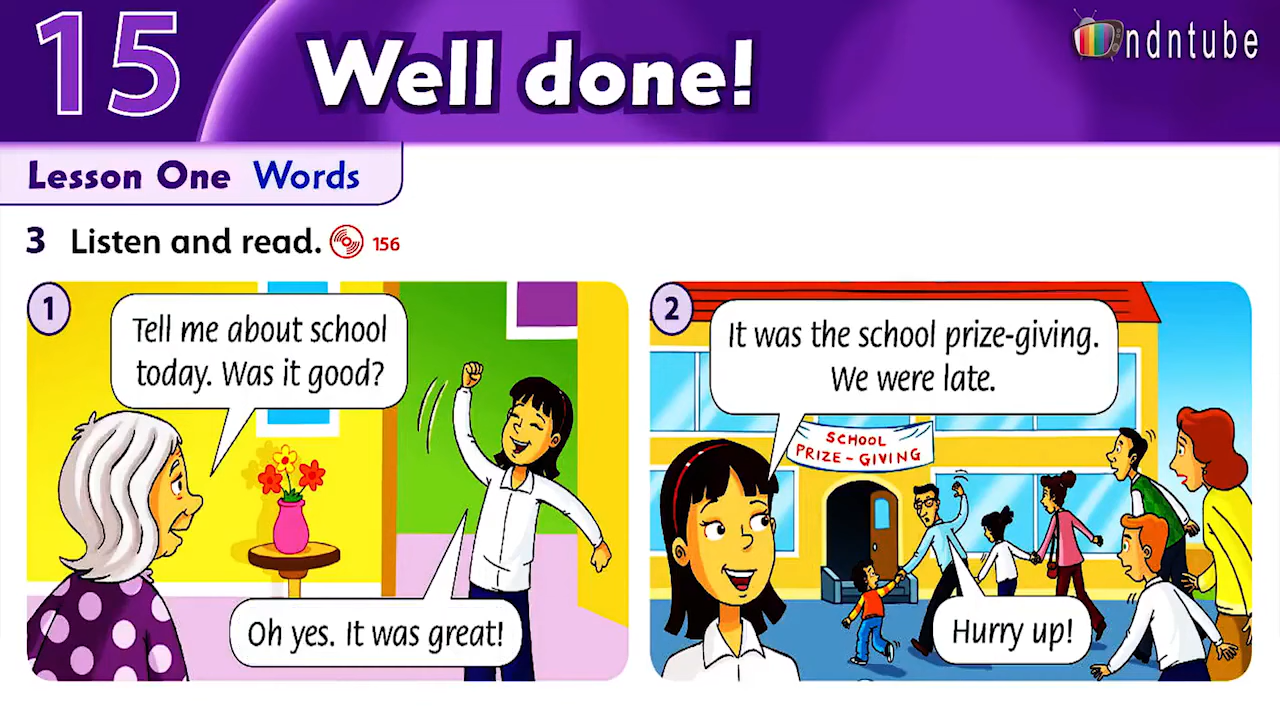 15
Well done!
ndntube
Lesson One Words
3 Listen and read. 156
1
Tell me about school
today. Was it good?
Oh yes. It was great!
2
It was the school prize-giving.
We were late.
SCHOOL
PRIZE-GIVING
Hurry up!